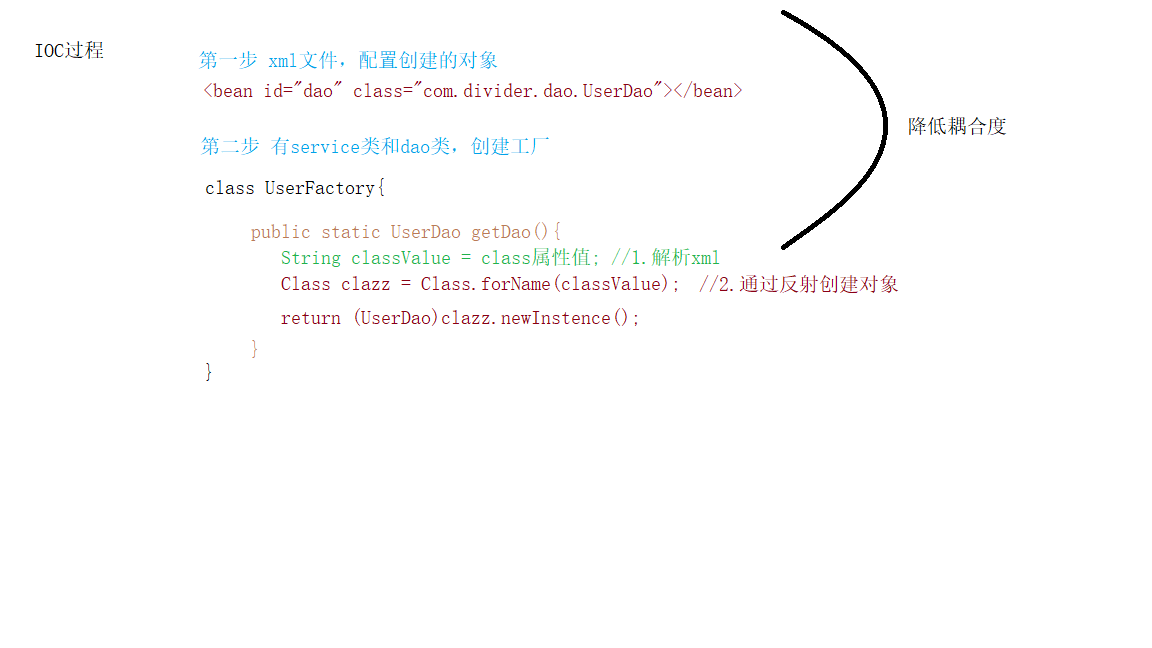 IOC过程
第一步 xml文件，配置创建的对象
<bean id="dao" class="com.divider.dao.UserDao"></bean>
降低耦合度
第二步 有service类和dao类，创建工厂
class UserFactory{
public static UserDao getDao(){
String classValue = class属性值; //1.解析xml
Class clazz = Class.forName(classValue); //2.通过反射创建对象
return (UserDao)clazz.newInstence();
}
}